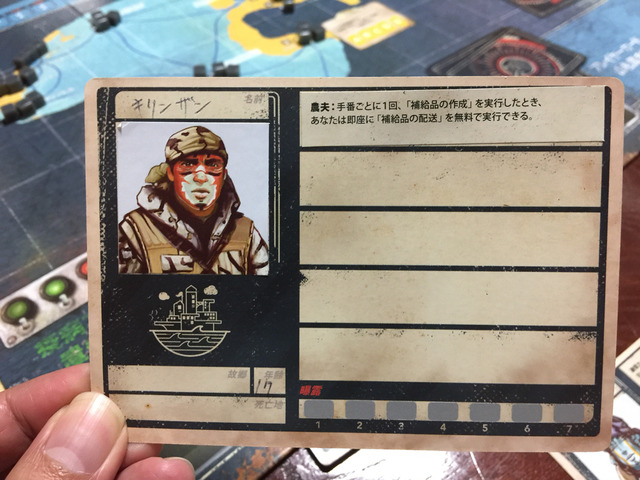 キリンザン
名前
農夫：手番ごとに1回、「補給品の作成」を実行したとき、
あなたは即座に「補給品の配送」を無料で実行できる。
故郷
年齢
17
死亡地
曝露
1 2 3 4 5 6 7